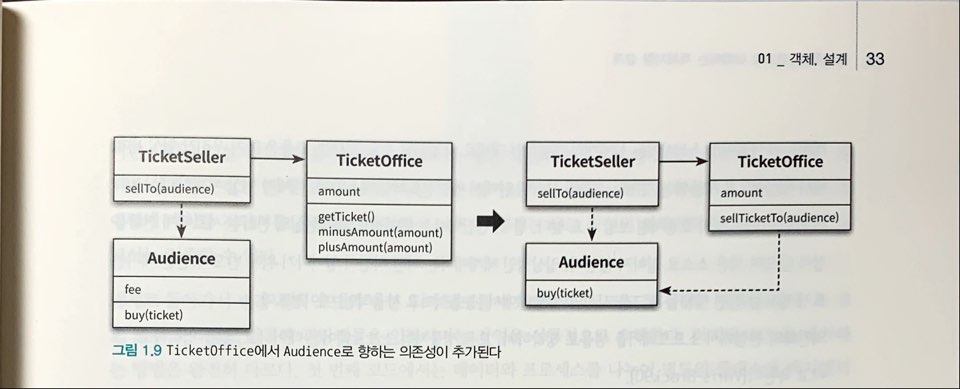 01 _ 객체, 설계 33
TicketSeller
sellTo(audience)
TicketOffice
amount
getTicket()
minusAmount(amount)
plusAmount(amount)
Audience
fee
buy(ticket)
TicketSeller
sellTo(audience)
TicketOffice
amount
sellTicketTo(audience)
Audience
buy(ticket)
그림 1.9 TicketOffice에서 Audience로 향하는 의존성이 추가된다